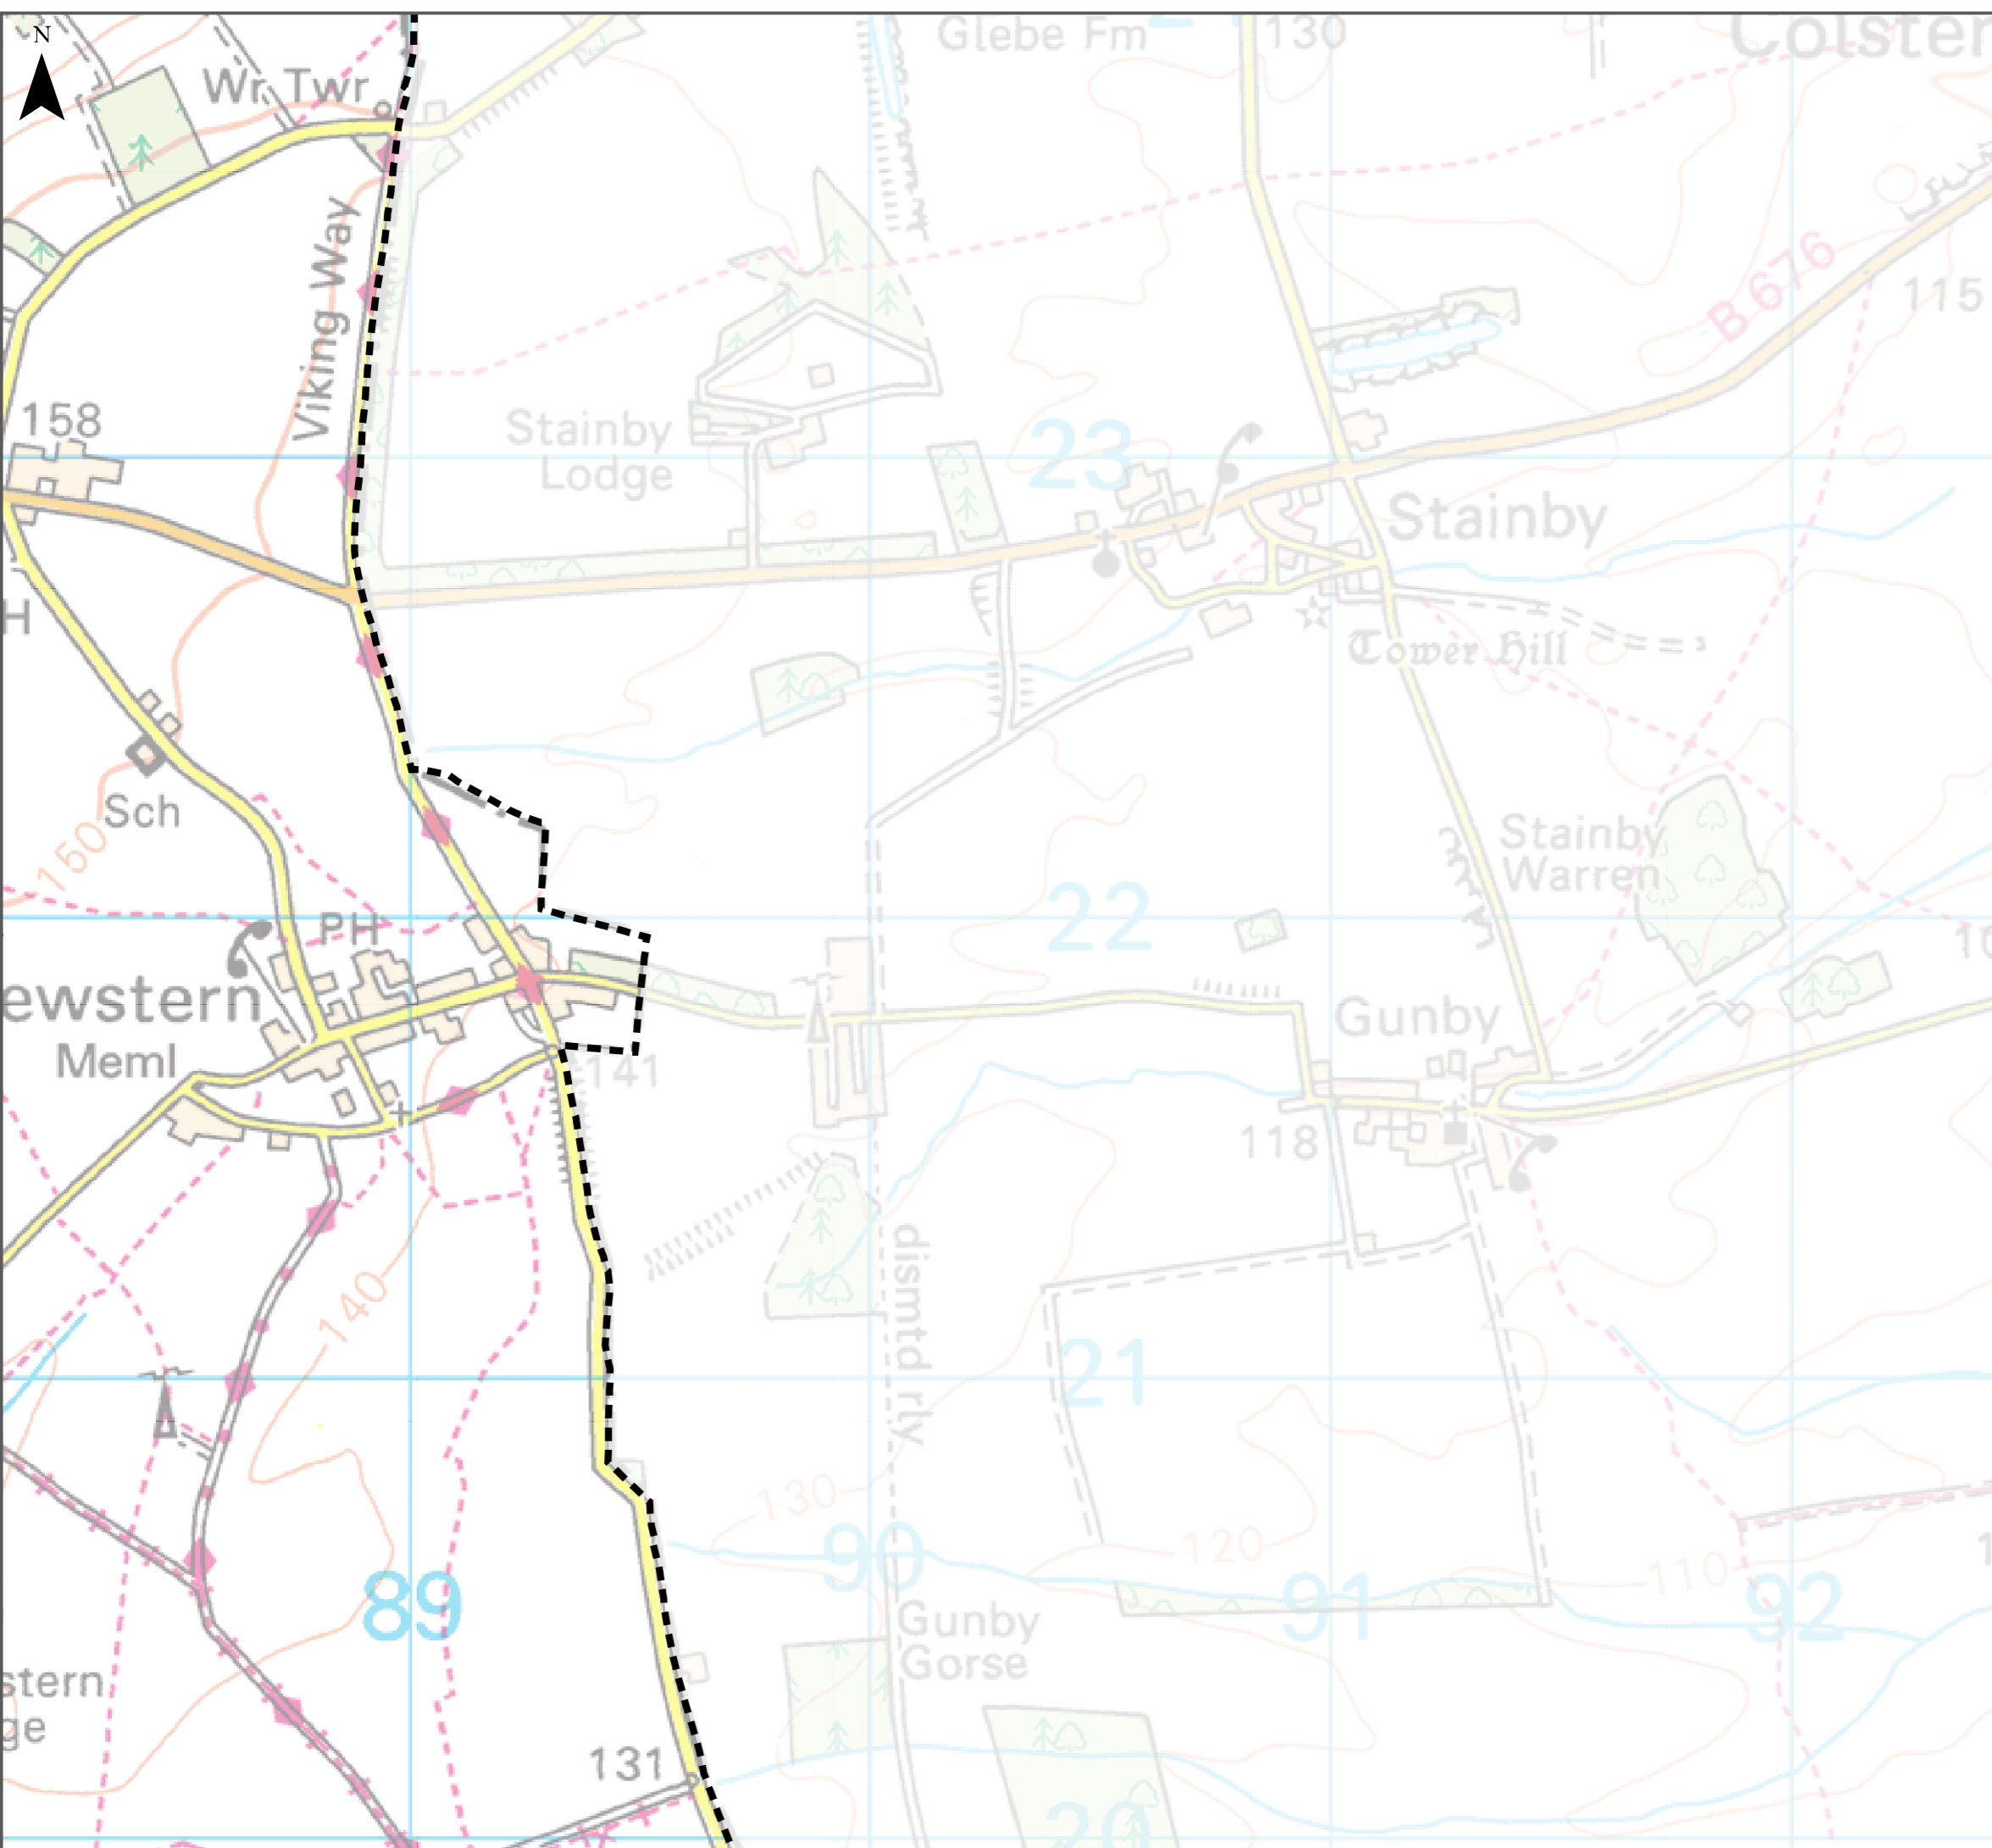 N
Glebe Fm
130
Colster
Wr Twr
Viking Way
B 676
115
158
Stainby
Lodge
23
Stainby
H
Tower Hill
Sch
150
Stainby
Warren
22
PH
ewstern
Meml
10
Gunby
141
118
dismtd rly
140
21
130
120
110
90
89
91
92
Gunby
Gorse
stern
ge
131
20